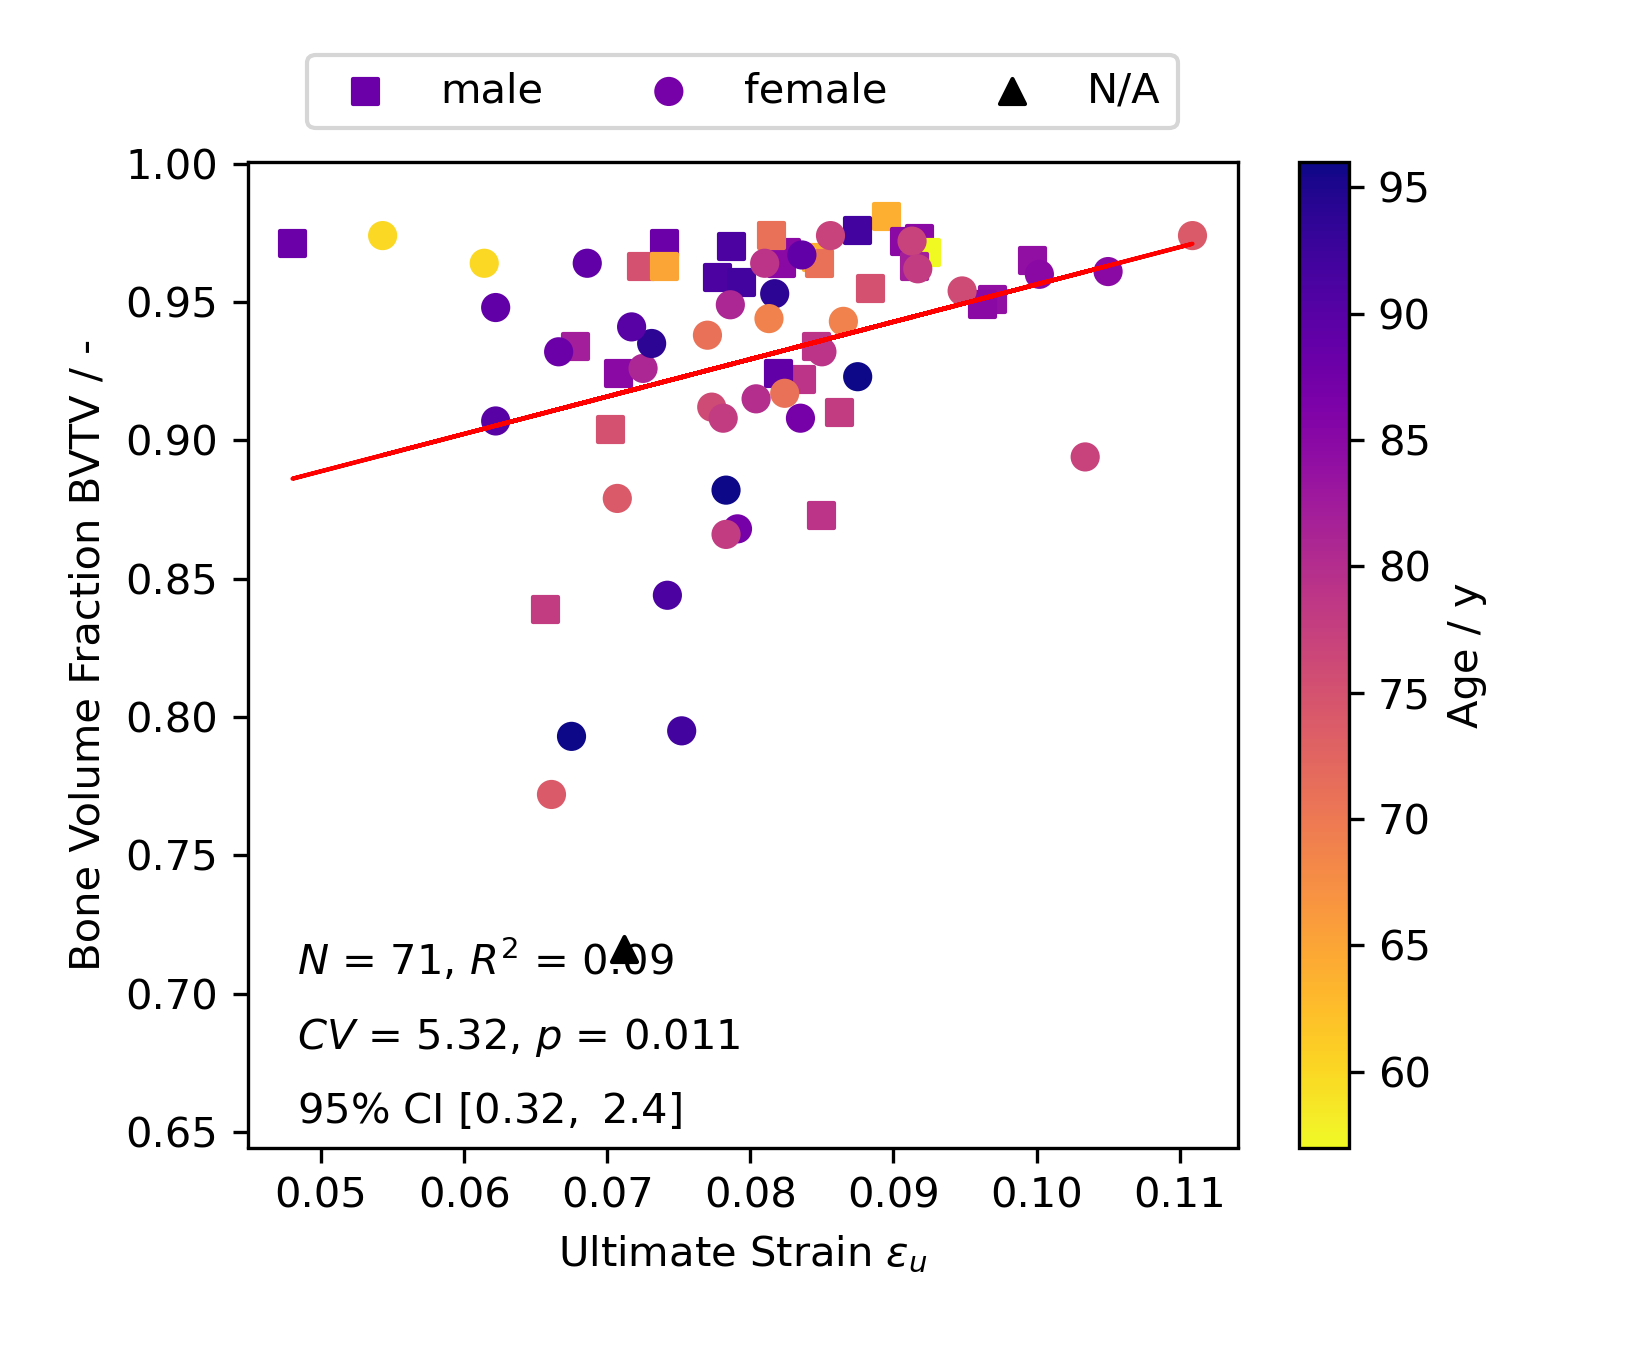 male female N/A
1.00
0.95
0.90
0.85
0.80
0.75
0.70
0.65
Bone Volume Fraction BVTV / -
N = 71, R² = 0.09
CV = 5.32, p = 0.011
95% CI [0.32, 2.4]
0.05 0.06 0.07 0.08 0.09 0.10 0.11
Ultimate Strain εᵤ
95
90
85
80
75
70
65
60
Age / y